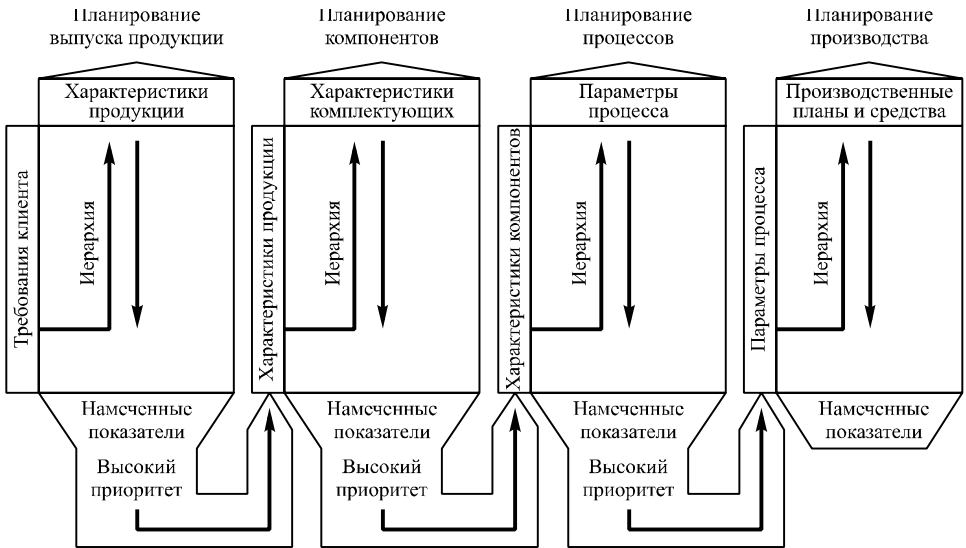 Планирование
выпуска продукции
Планирование
компонентов
Планирование
процессов
Планирование
производства
Характеристики
продукции
Характеристики
комплектующих
Параметры
процесса
Производственные
планы и средства
Требования клиента
Иерархия
Характеристики продукции
Иерархия
Характеристики компонентов
Иерархия
Параметры процесса
Иерархия
Намеченные
показатели
Намеченные
показатели
Намеченные
показатели
Намеченные
показатели
Высокий
приоритет
Высокий
приоритет
Высокий
приоритет